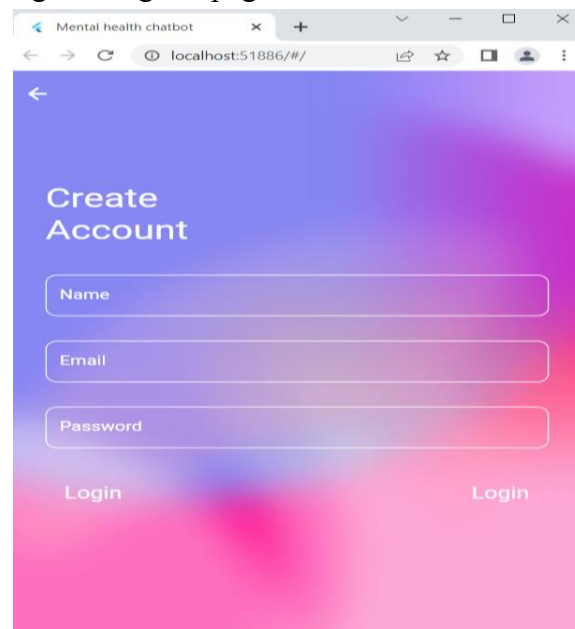 Mental health chatbot
localhost:51886/#/
Create
Account
Name
Email
Password
Login Login